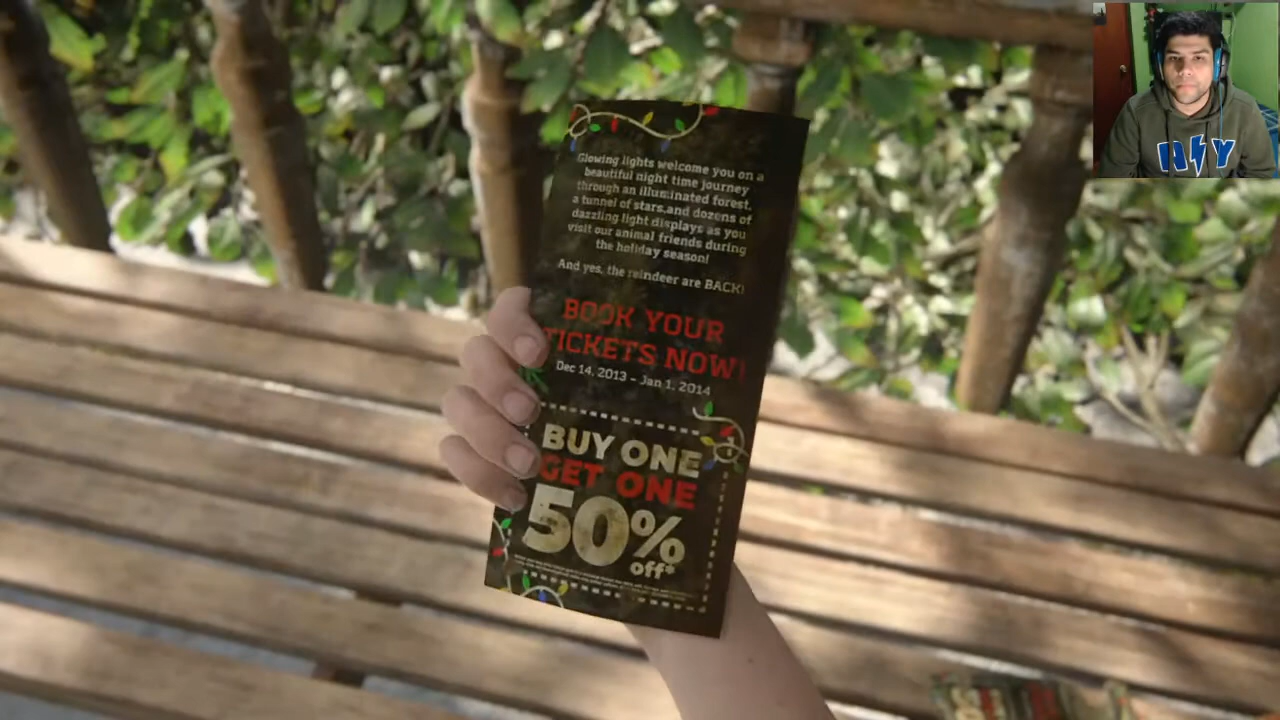 Glowing lights welcome you on a
beautiful night time journey
through an illuminated forest,
a tunnel of stars,and dozens of
dazzling light displays as you
visit our animal friends during
the holiday season!
And yes, the reindeer are BACK!
BOOK YOUR
TICKETS NOW!
Dec 14, 2013 – Jan 1, 2014
BUY ONE
GET ONE
50%
off*